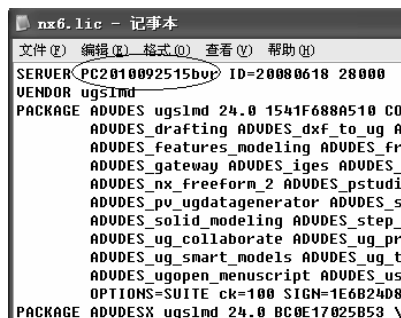 nx6.lic - 记事本
文件(F) 编辑(E) 格式(O) 查看(V) 帮助(H)
SERVER PC2010092515bvr ID=20080618 28000
VENDOR ugslmd
PACKAGE ADVDES ugslmd 24.0 1541F688A510 CO
ADVDES_drafting ADVDES_dxf_to_ug A
ADVDES_features_modeling ADVDES_fr
ADVDES_gateway ADVDES_iges ADVDES_
ADVDES_nx_freeform_2 ADVDES_pstudi
ADVDES_pv_ugdatagenerator ADVDES_s
ADVDES_solid_modeling ADVDES_step_
ADVDES_ug_collaborate ADVDES_ug_pr
ADVDES_ug_smart_models ADVDES_ug_t
ADVDES_ugopen_menuscript ADVDES_us
OPTIONS=SUITE ck=100 SIGN=1E6B24D8
PACKAGE ADVDESX ugslmd 24.0 BC0E17025B53 \